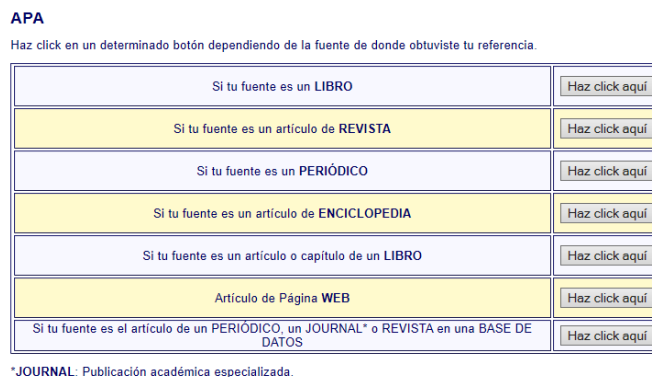 APA
Haz click en un determinado botón dependiendo de la fuente de donde obtuviste tu referencia.
Si tu fuente es un LIBRO
Haz click aquí
Si tu fuente es un artículo de REVISTA
Haz click aquí
Si tu fuente es un PERIÓDICO
Haz click aquí
Si tu fuente es un artículo de ENCICLOPEDIA
Haz click aquí
Si tu fuente es un artículo o capítulo de un LIBRO
Haz click aquí
Artículo de Página WEB
Haz click aquí
Si tu fuente es el artículo de un PERIÓDICO, un JOURNAL* o REVISTA en una BASE DE
DATOS
Haz click aquí
*JOURNAL: Publicación académica especializada.